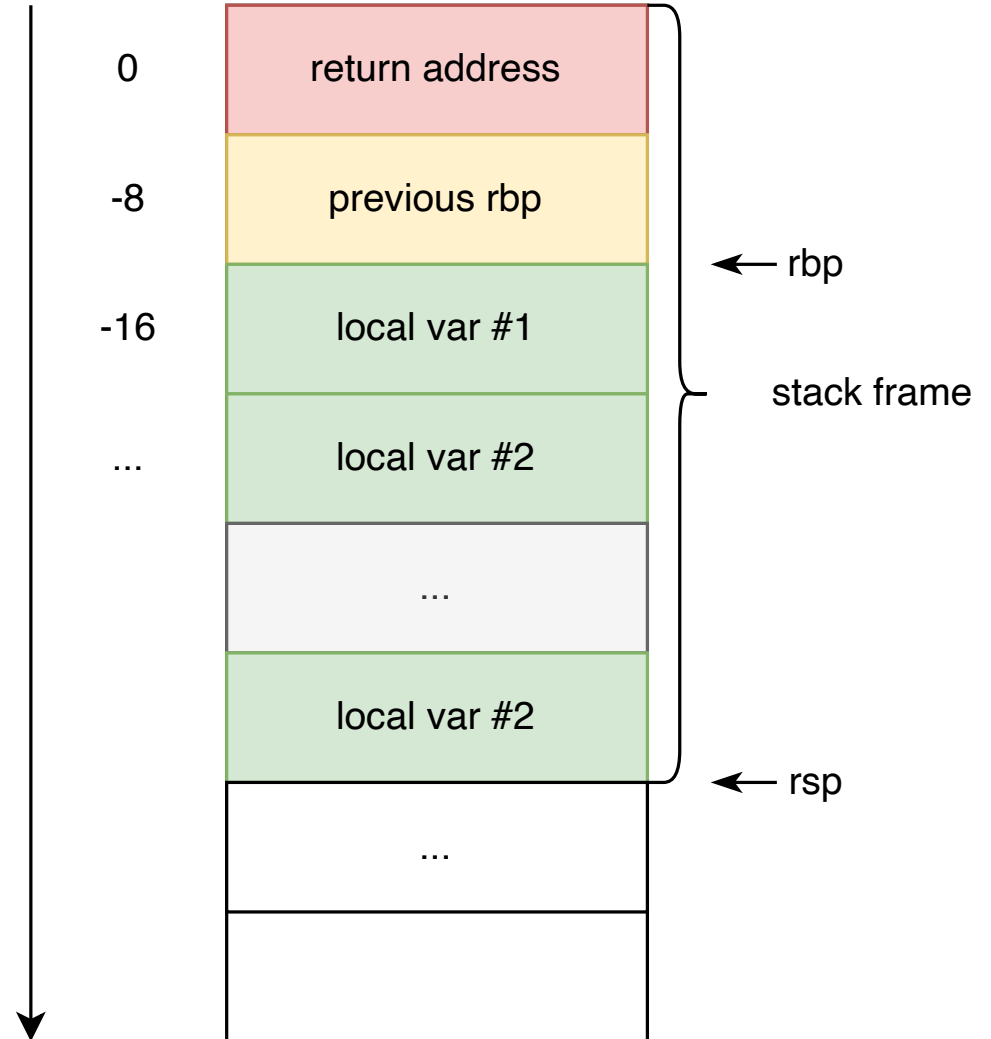 0
return address
-8
previous rbp
rbp
-16
local var #1
stack frame
...
local var #2
...
local var #2
rsp
...